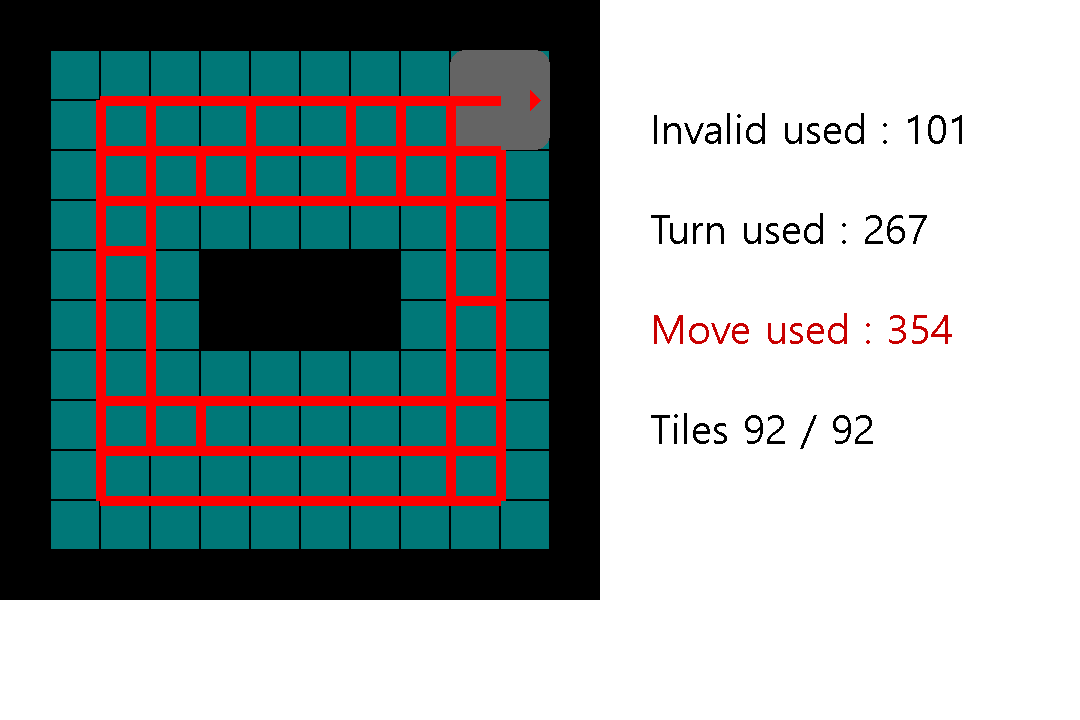 Invalid used : 101
Turn used : 267
Move used : 354
Tiles 92 / 92